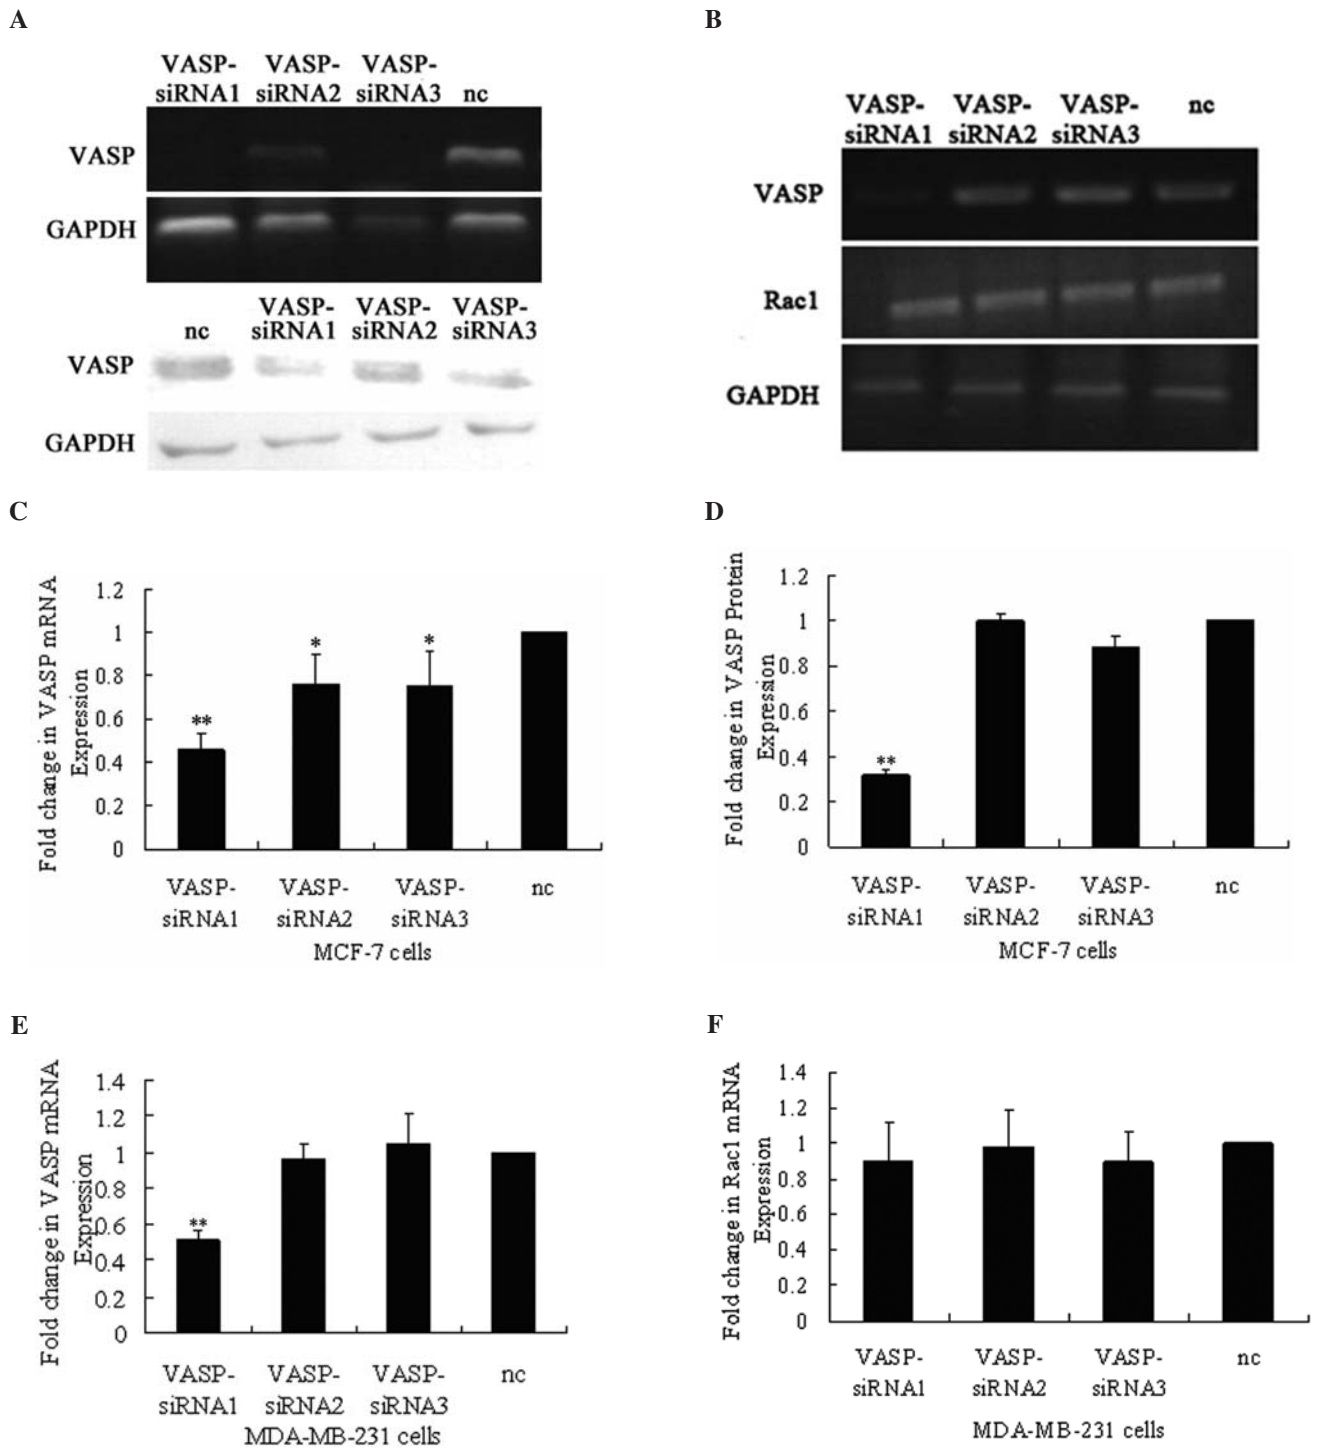 A
VASP-
siRNA1
VASP-
siRNA2
VASP-
siRNA3
nc
VASP
GAPDH
nc
VASP-
siRNA1
VASP-
siRNA2
VASP-
siRNA3
VASP
GAPDH
B
VASP-
siRNA1
VASP-
siRNA2
VASP-
siRNA3
nc
VASP
Rac1
GAPDH
C
Fold change in VASP mRNA
Expression
1.2
1
0.8
0.6
0.4
0.2
0
**
*
*
VASP-
siRNA1
VASP-
siRNA2
VASP-
siRNA3
nc
MCF-7 cells
D
Fold change in VASP Protein
Expression
1.2
1
0.8
0.6
0.4
0.2
0
**
VASP-
siRNA1
VASP-
siRNA2
VASP-
siRNA3
nc
MCF-7 cells
E
Fold change in VASP mRNA
Expression
1.4
1.2
1
0.8
0.6
0.4
0.2
0
**
VASP-
siRNA1
VASP-
siRNA2
VASP-
siRNA3
nc
MDA-MB-231 cells
F
Fold change in Rac1 mRNA
Expression
1.4
1.2
1
0.8
0.6
0.4
0.2
0
VASP-
siRNA1
VASP-
siRNA2
VASP-
siRNA3
nc
MDA-MB-231 cells